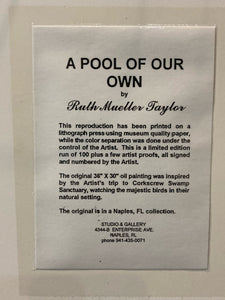 A POOL OF OUR
OWN
by
Ruth Mueller Taylor
This reproduction has been printed on a
lithograph press using museum quality paper,
while the color separation was done under the
control of the Artist. This is a limited edition
run of 100 plus a few artist proofs, all signed
and numbered by the Artist.
The original 36" X 30" oil painting was inspired
by the Artist's trip to Corkscrew Swamp
Sanctuary, watching the majestic birds in their
natural setting.
The original is in a Naples, FL collection.
STUDIO & GALLERY
4344-B ENTERPRISE AVE.
NAPLES, FL
phone 941-435-0071